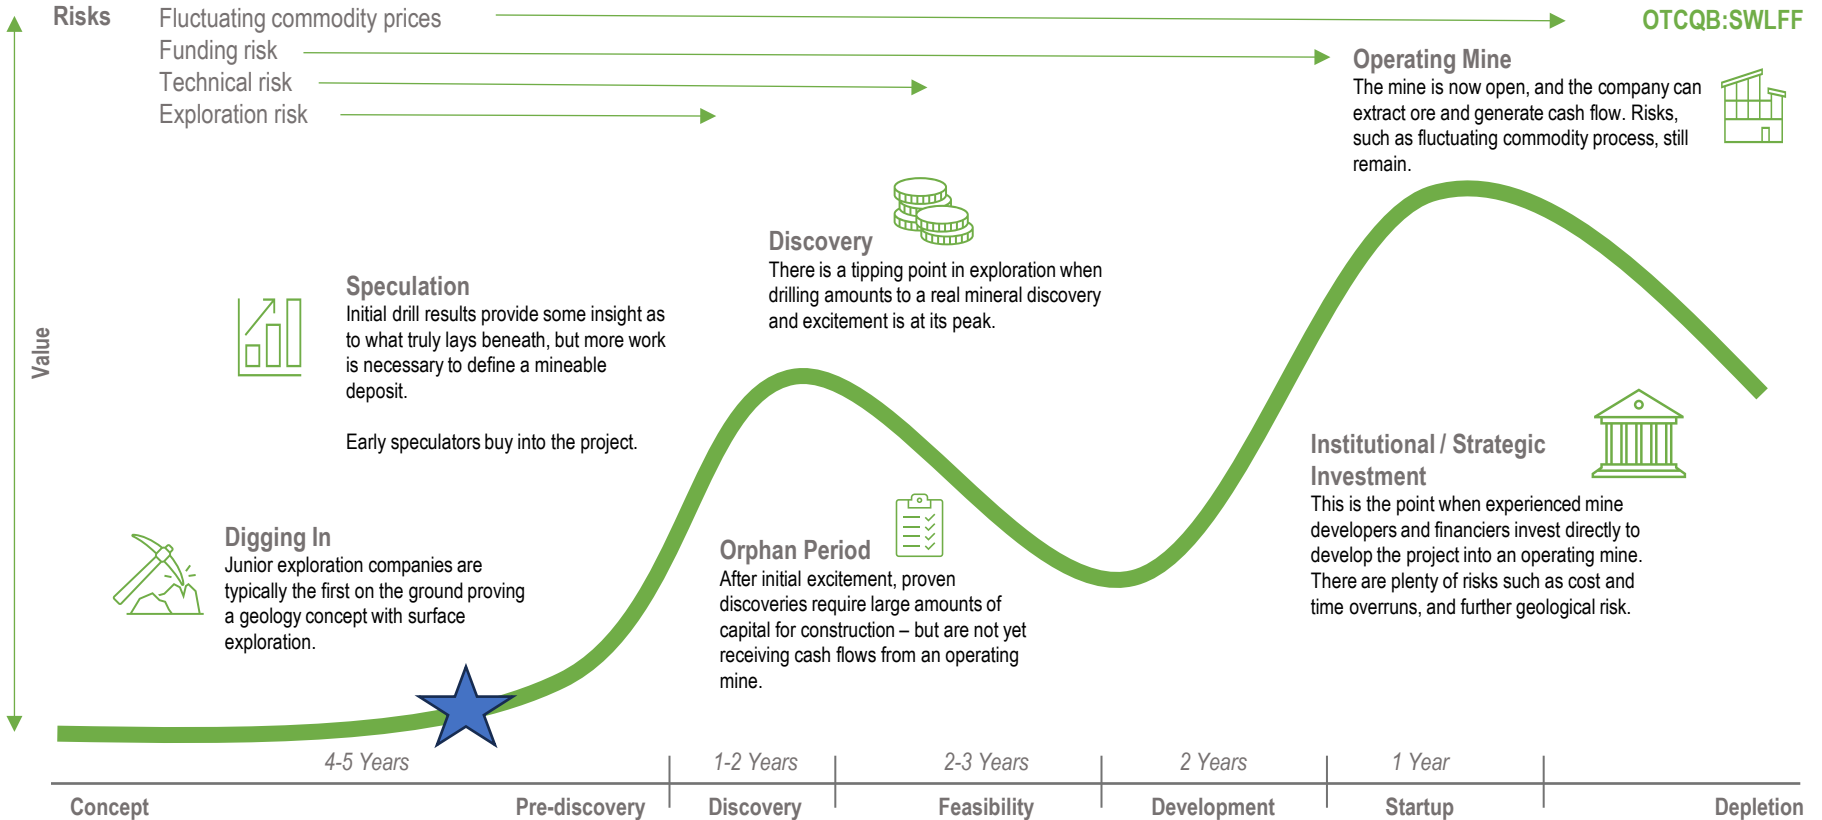 Risks
Fluctuating commodity prices
Funding risk
Technical risk
Exploration risk
OTCQB:SWLFF
Operating Mine
The mine is now open, and the company can
extract ore and generate cash flow. Risks,
such as fluctuating commodity process, still
remain.
Discovery
There is a tipping point in exploration when
drilling amounts to a real mineral discovery
and excitement is at its peak.
Speculation
Initial drill results provide some insight as
to what truly lays beneath, but more work
is necessary to define a mineable
deposit.
Early speculators buy into the project.
Value
Institutional / Strategic
Investment
This is the point when experienced mine
developers and financiers invest directly to
develop the project into an operating mine.
There are plenty of risks such as cost and
time overruns, and further geological risk.
Digging In
Junior exploration companies are
typically the first on the ground proving
a geology concept with surface
exploration.
Orphan Period
After initial excitement, proven
discoveries require large amounts of
capital for construction – but are not yet
receiving cash flows from an operating
mine.
4-5 Years
1-2 Years
2-3 Years
2 Years
1 Year
Concept
Pre-discovery
Discovery
Feasibility
Development
Startup
Depletion